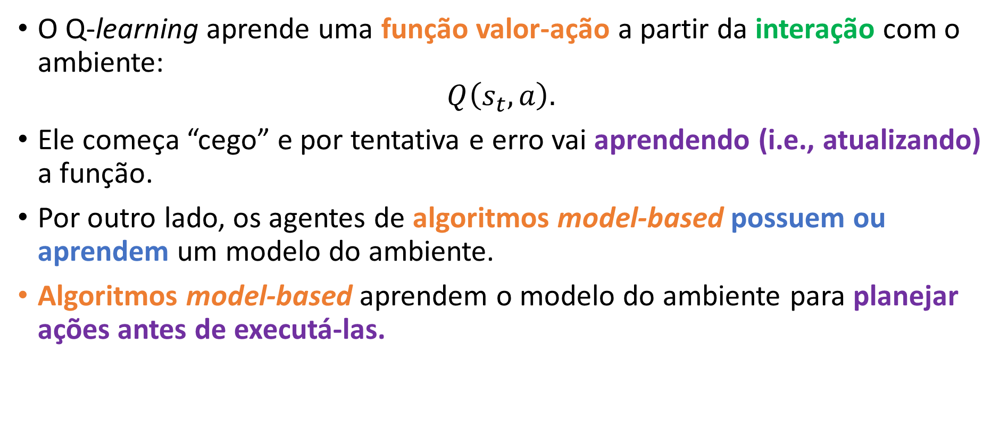 • O Q-learning aprende uma função valor-ação a partir da interação com o
ambiente:
Q(s_t, a).
• Ele começa “cego” e por tentativa e erro vai aprendendo (i.e., atualizando)
a função.
• Por outro lado, os agentes de algoritmos model-based possuem ou
aprendem um modelo do ambiente.
• Algoritmos model-based aprendem o modelo do ambiente para planejar
ações antes de executá-las.